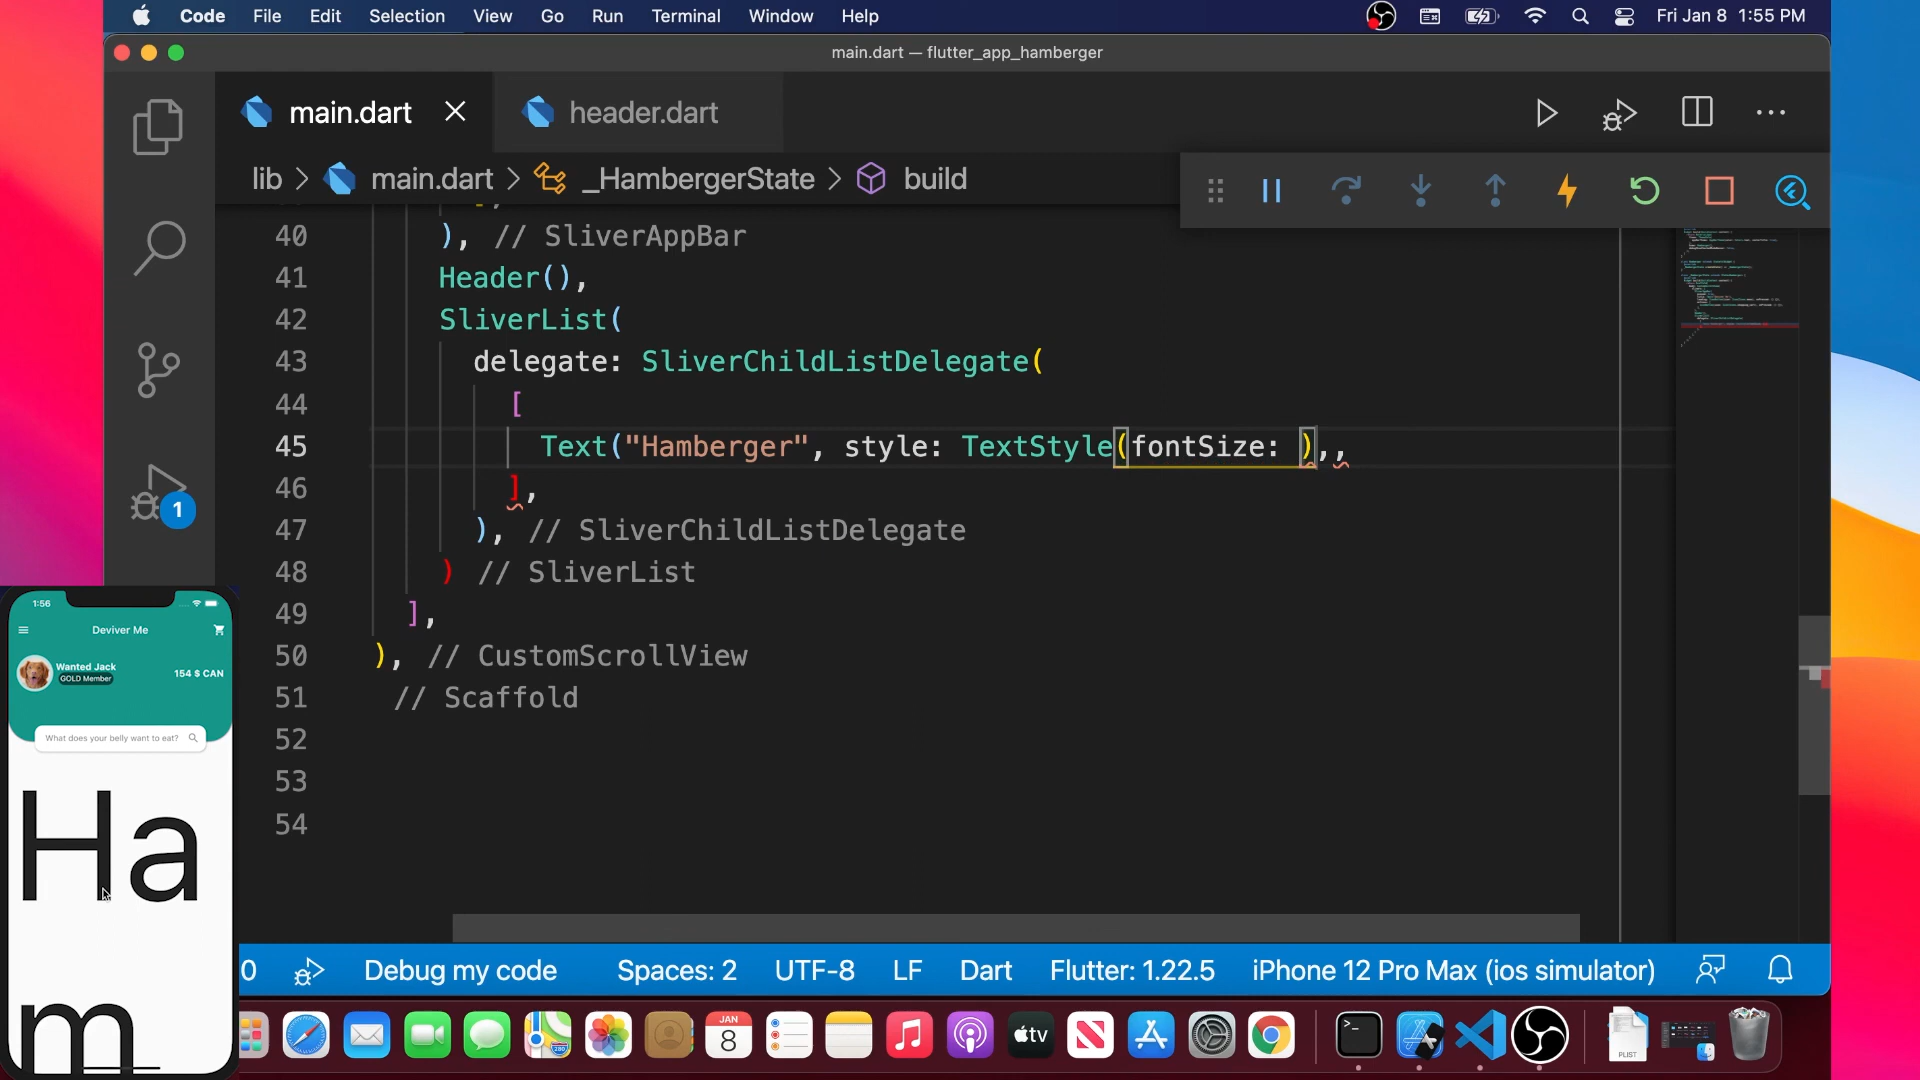 Code File Edit Selection View Go Run Terminal Window Help Fri Jan 8 1:55 PM
main.dart — flutter_app_hamberger
main.dart header.dart
lib > main.dart > _HambergerState > build
40 ), // SliverAppBar
41 Header(),
42 SliverList(
43 delegate: SliverChildListDelegate(
44 [
45 Text("Hamberger", style: TextStyle(fontSize: ),,
46 ],
47 ), // SliverChildListDelegate
48 ) // SliverList
49 ],
50 ), // CustomScrollView
51 // Scaffold
52
53
54
1
1:56
Deviver Me
Wanted Jack
GOLD Member
154 $ CAN
What does your belly want to eat?
Ha
m
0 Debug my code Spaces: 2 UTF-8 LF Dart Flutter: 1.22.5 iPhone 12 Pro Max (ios simulator)
JAN
8
tv
PLIST